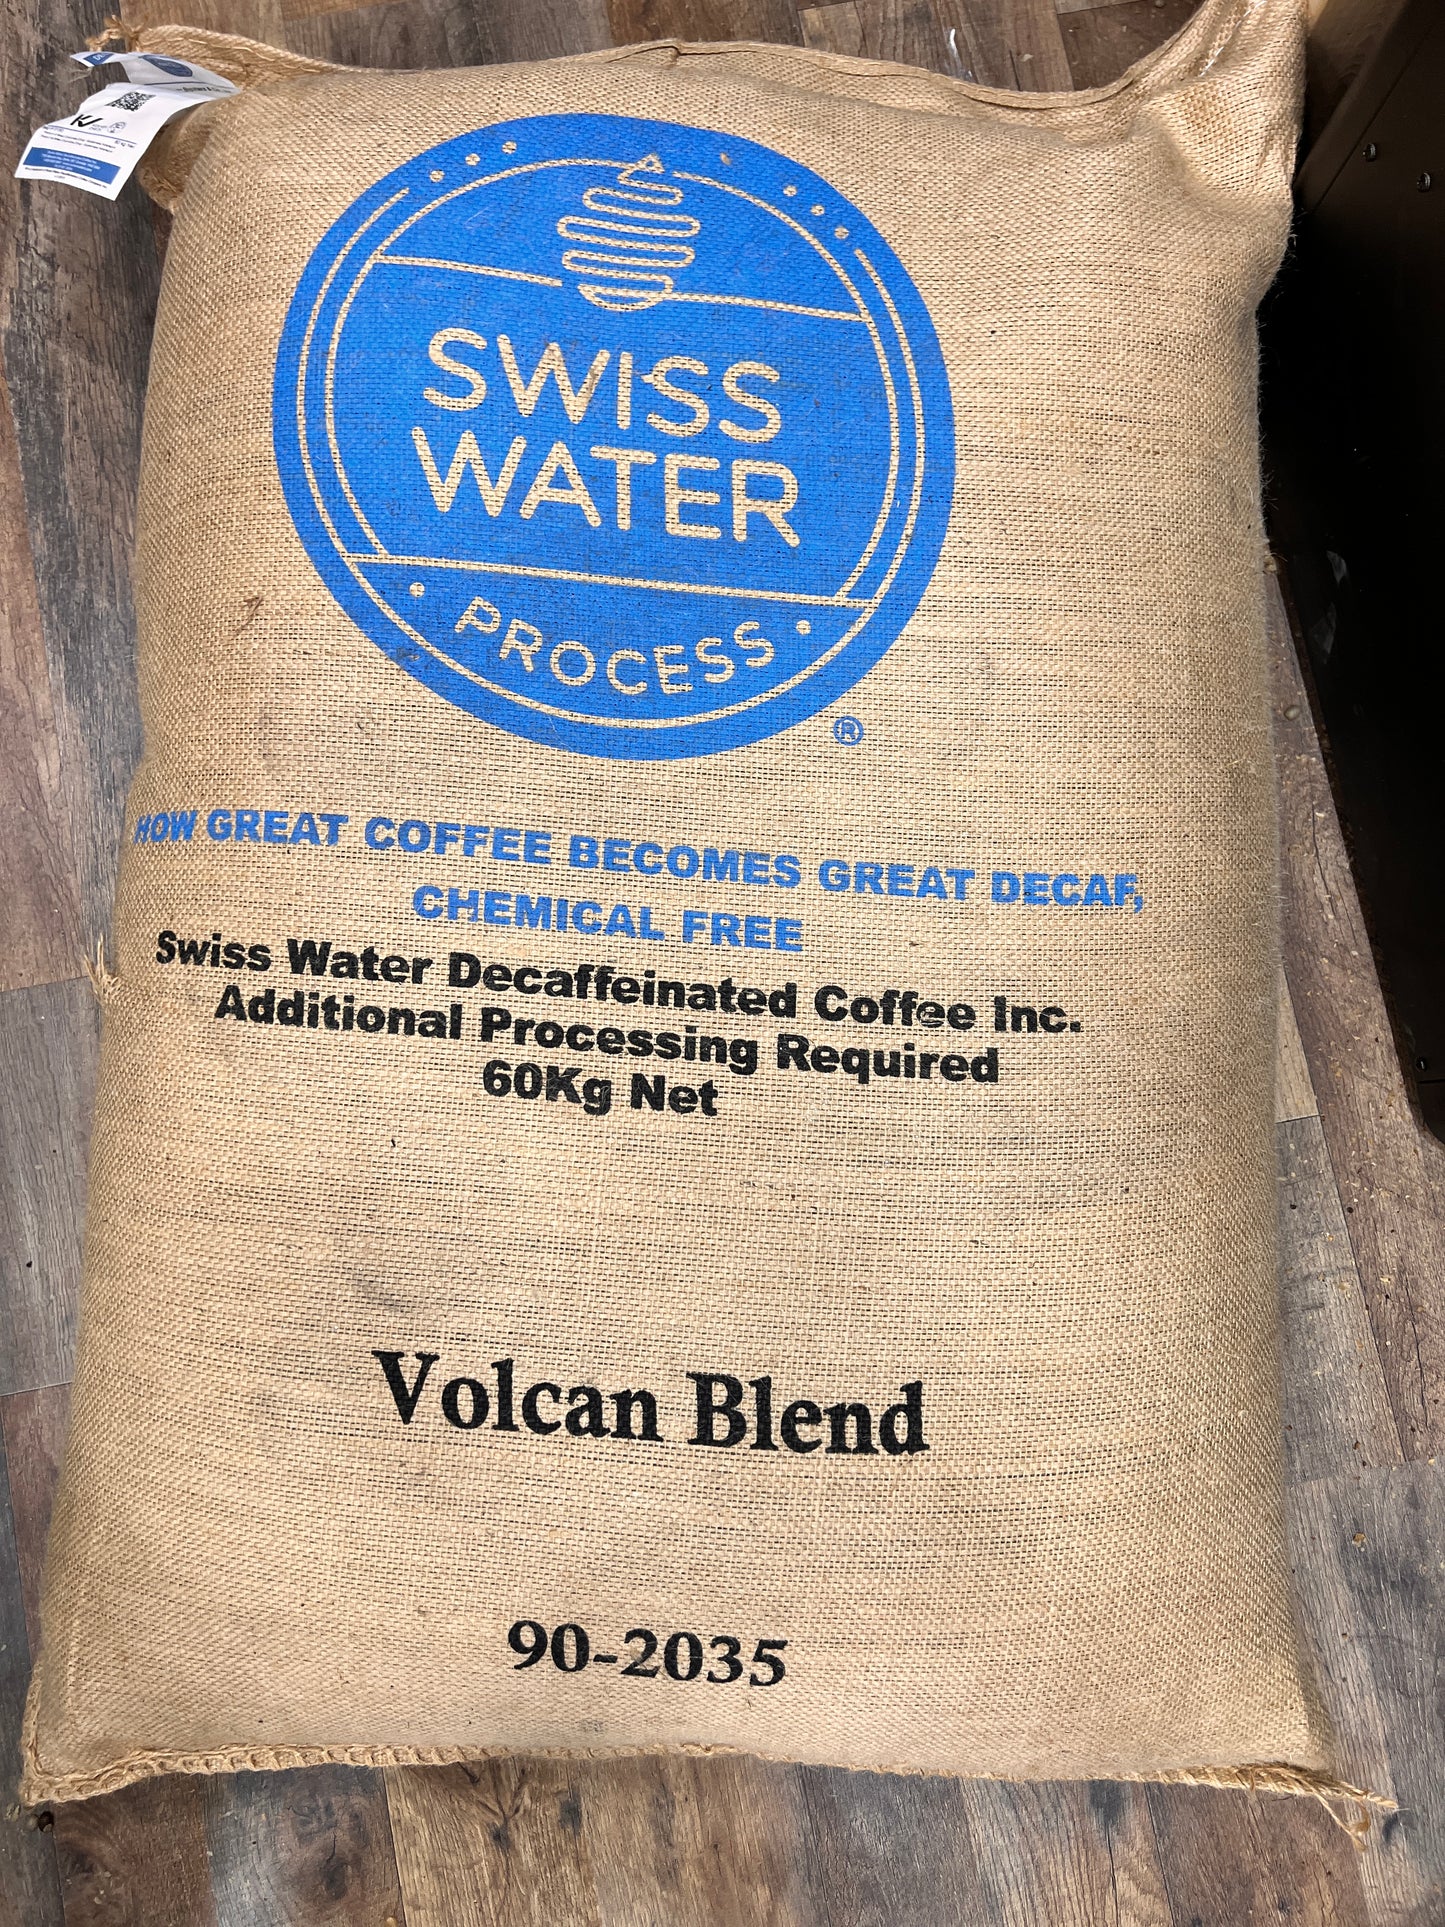 SWISS
WATER
PROCESS
®
HOW GREAT COFFEE BECOMES GREAT DECAF,
CHEMICAL FREE
Swiss Water Decaffeinated Coffee Inc.
Additional Processing Required
60Kg Net
Volcan Blend
90-2035